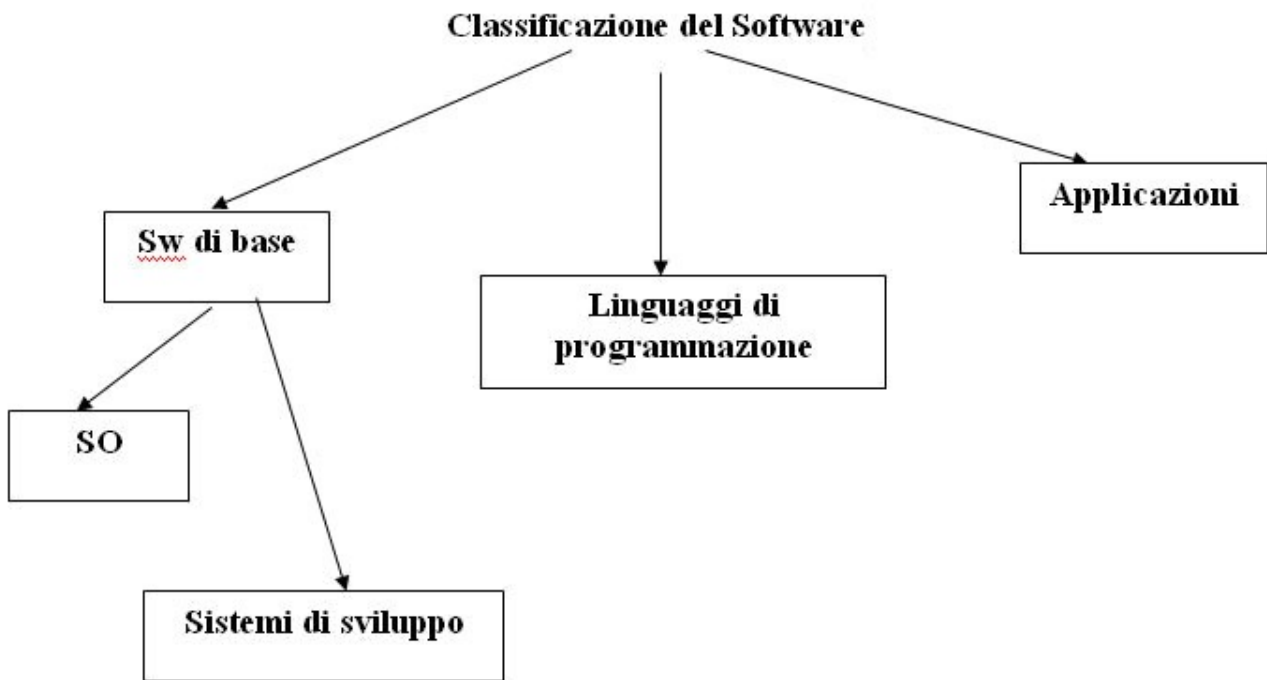 Classificazione del Software
Applicazioni
Sw di base
Linguaggi di
programmazione
SO
Sistemi di sviluppo